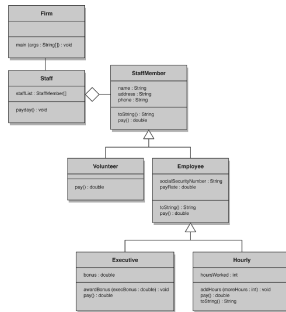 Firm
main (args : String[]) : void
Staff
staffList : StaffMember[]
payday() : void
StaffMember
name : String
address : String
phone : String
toString() : String
pay() : double
Volunteer
pay() : double
Employee
socialSecurityNumber : String
payRate : double
toString() : String
pay() : double
Executive
bonus : double
awardBonus (execBonus : double) : void
pay() : double
Hourly
hoursWorked : int
addHours (moreHours : int) : void
pay() : double
toString() : String